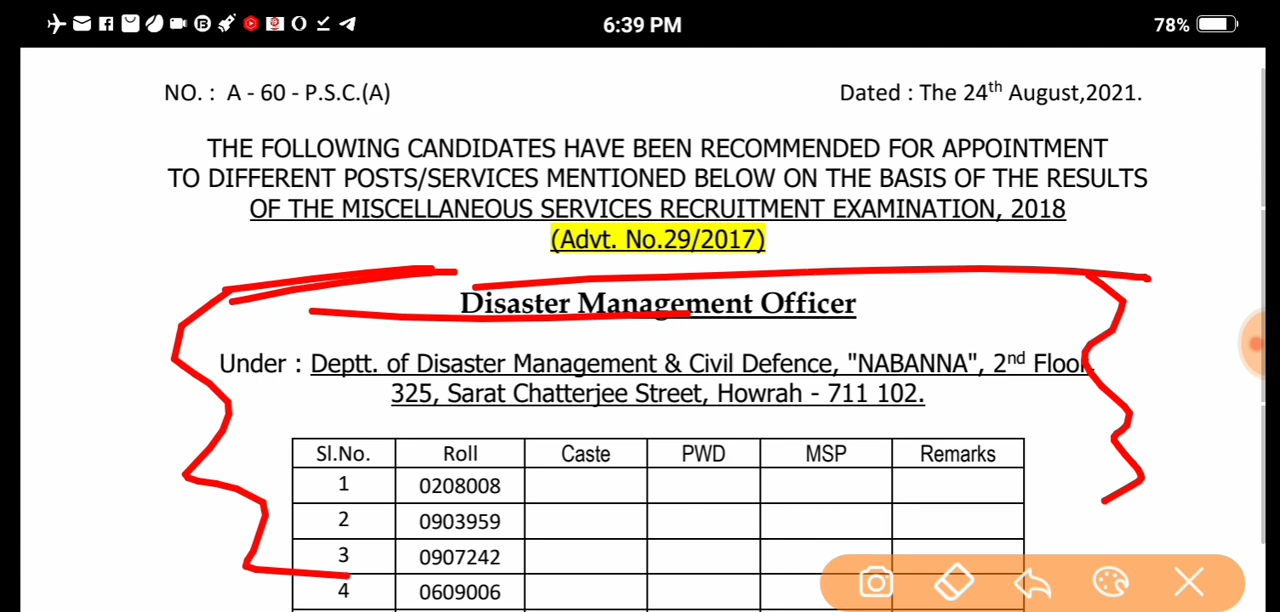 6:39 PM
78%
NO. : A - 60 - P.S.C.(A) Dated : The 24th August,2021.
THE FOLLOWING CANDIDATES HAVE BEEN RECOMMENDED FOR APPOINTMENT
TO DIFFERENT POSTS/SERVICES MENTIONED BELOW ON THE BASIS OF THE RESULTS
OF THE MISCELLANEOUS SERVICES RECRUITMENT EXAMINATION, 2018
(Advt. No.29/2017)
Disaster Management Officer
Under : Deptt. of Disaster Management & Civil Defence, "NABANNA", 2nd Floor,
325, Sarat Chatterjee Street, Howrah - 711 102.
Sl.No. Roll Caste PWD MSP Remarks
1 0208008
2 0903959
3 0907242
4 0609006